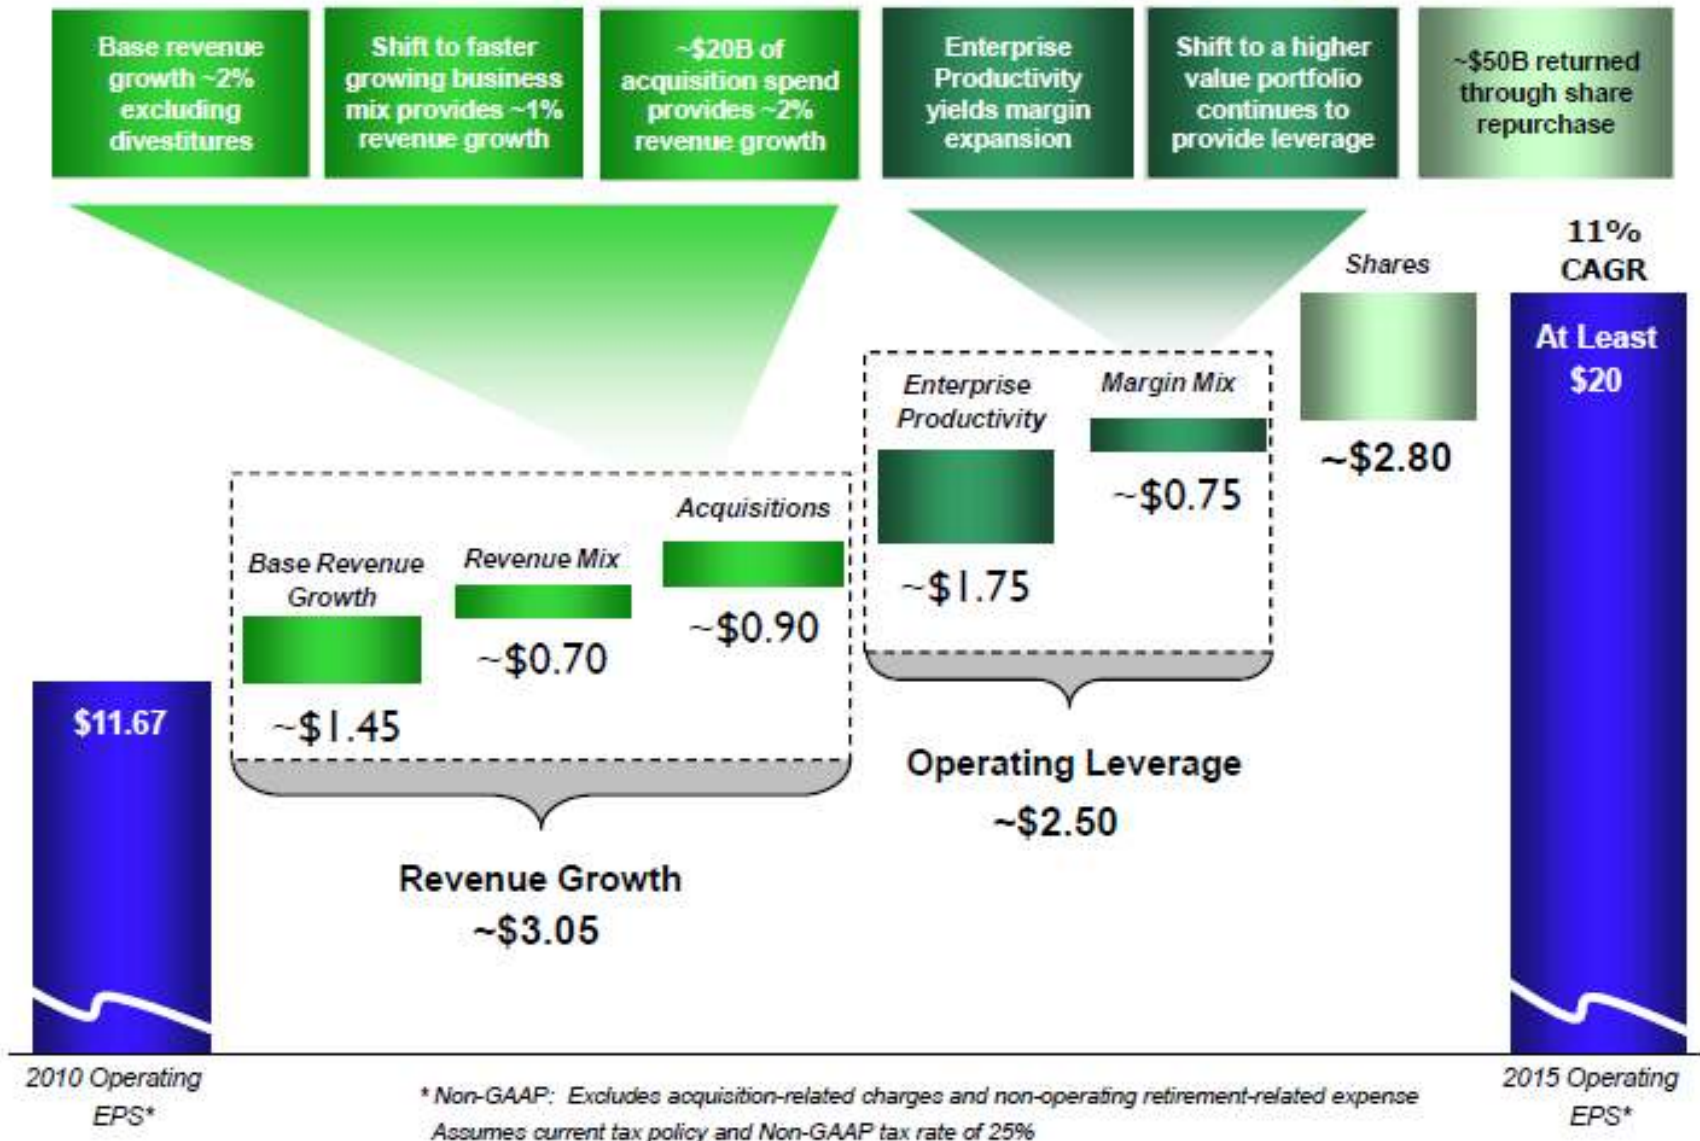 Base revenue
growth ~2%
excluding
divestitures
Shift to faster
growing business
mix provides ~1%
revenue growth
~$20B of
acquisition spend
provides ~2%
revenue growth
Enterprise
Productivity
yields margin
expansion
Shift to a higher
value portfolio
continues to
provide leverage
~$50B returned
through share
repurchase
11%
CAGR
Shares
At Least
$20
~$2.80
Enterprise
Productivity
~$1.75
Margin Mix
~$0.75
Acquisitions
~$0.90
Revenue Mix
~$0.70
Base Revenue
Growth
~$1.45
$11.67
Operating Leverage
~$2.50
Revenue Growth
~$3.05
2010 Operating
EPS*
2015 Operating
EPS*
* Non-GAAP: Excludes acquisition-related charges and non-operating retirement-related expense
Assumes current tax policy and Non-GAAP tax rate of 25%